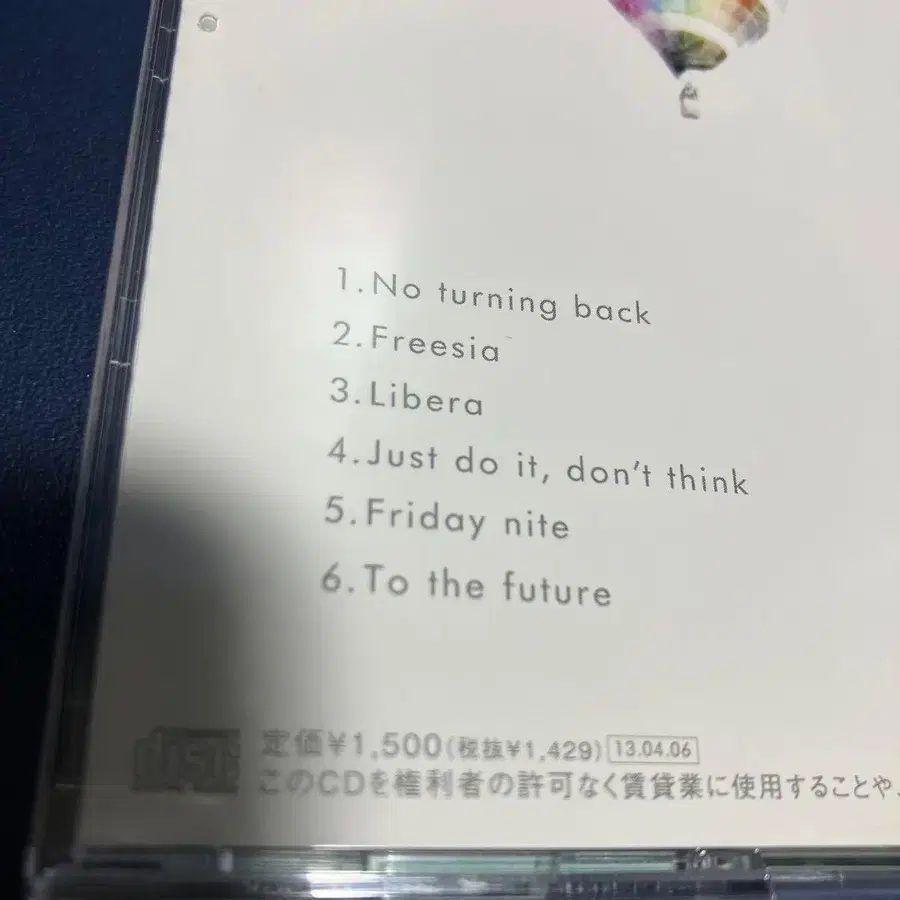 1.No turning back
2.Freesia
3.Libera
4.Just do it, don't think
5.Friday nite
6.To the future
定価¥1,500(税抜¥1,429) 13.04.06
このCDを権利者の許可なく賃貸業に使用することや、